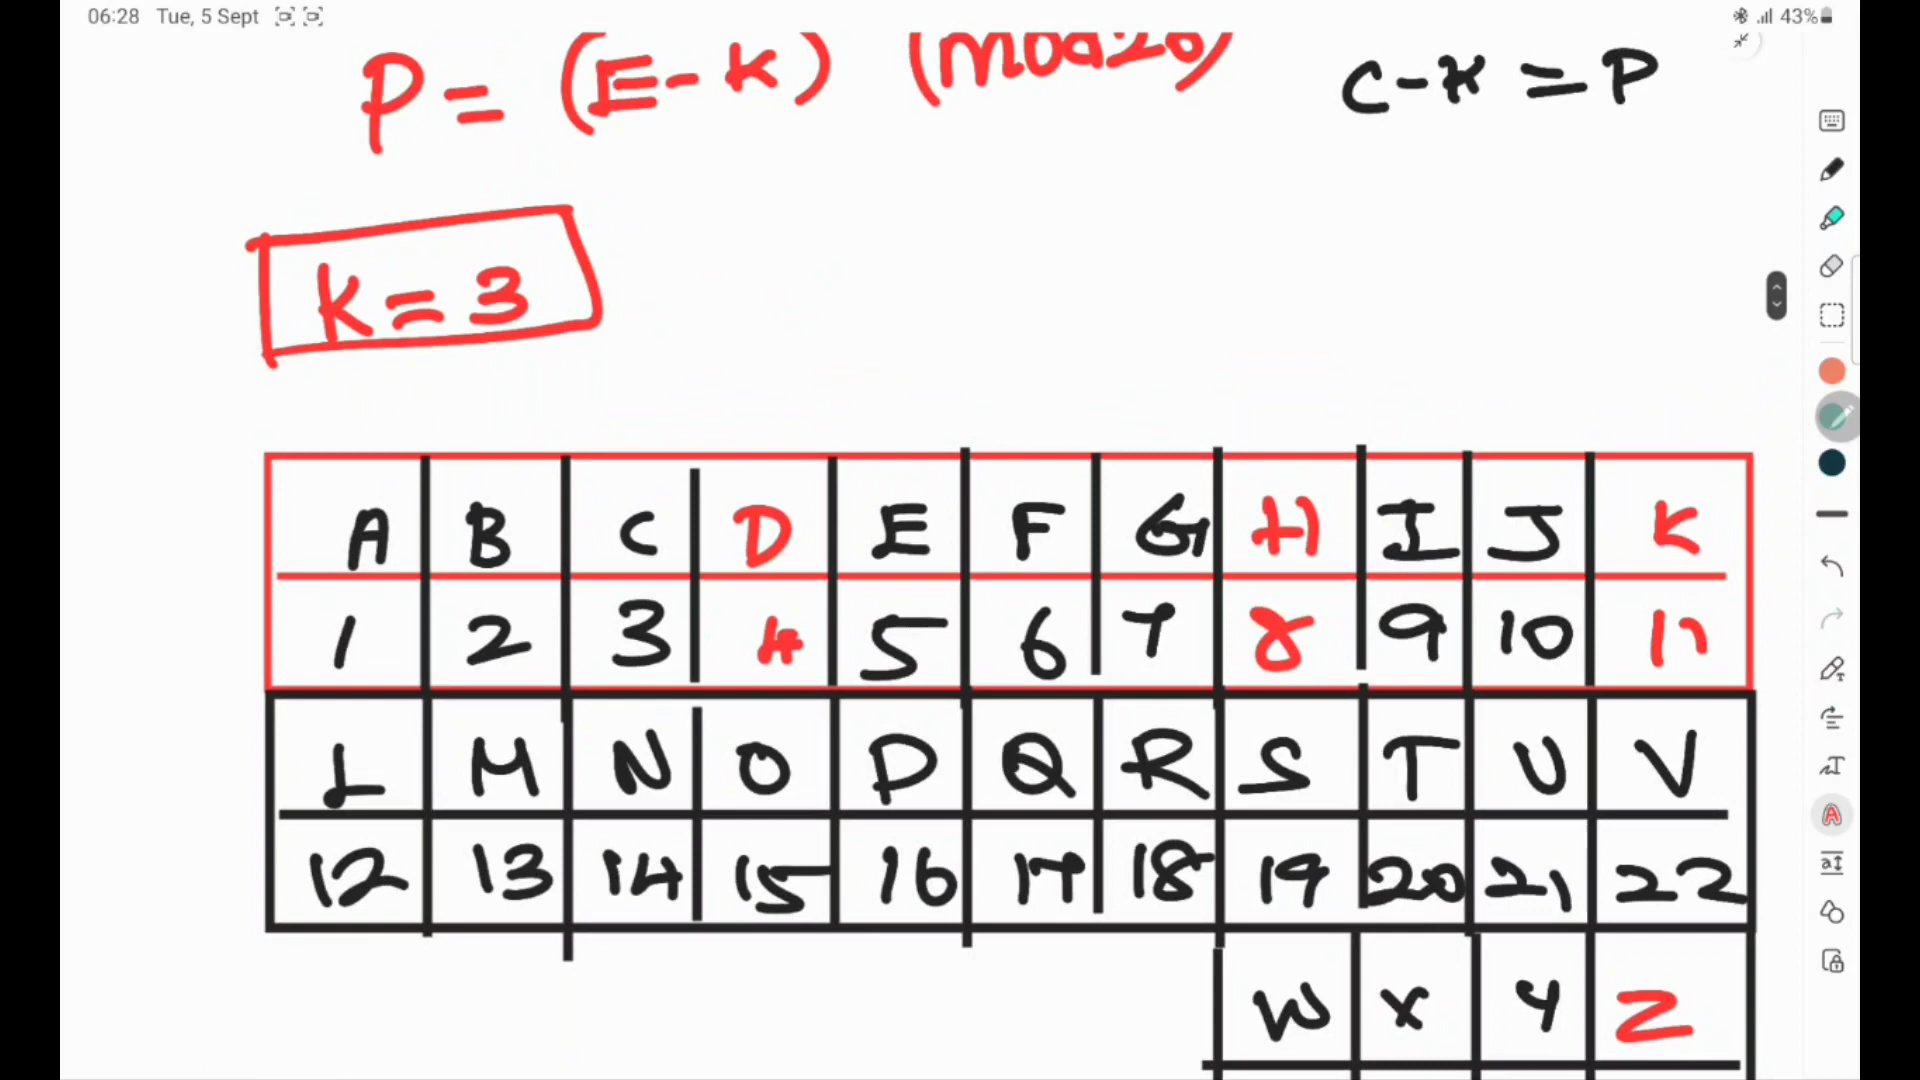 06:28 Tue, 5 Sept 43%
P = (E - K) (mod26) C - K = P
K = 3
A B C D E F G H I J K
1 2 3 4 5 6 7 8 9 10 11
L M N O P Q R S T U V
12 13 14 15 16 17 18 19 20 21 22
W X Y Z